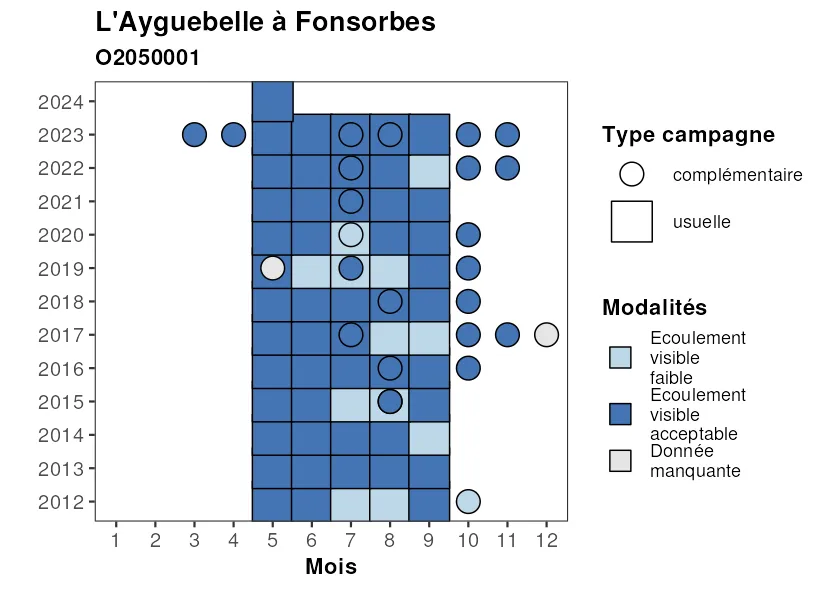 L'Ayguebelle à Fonsorbes
O2050001
2024
2023
2022
2021
2020
2019
2018
2017
2016
2015
2014
2013
2012
1 2 3 4 5 6 7 8 9 10 11 12
Mois
Type campagne
complémentaire
usuelle
Modalités
Ecoulement
visible
faible
Ecoulement
visible
acceptable
Donnée
manquante